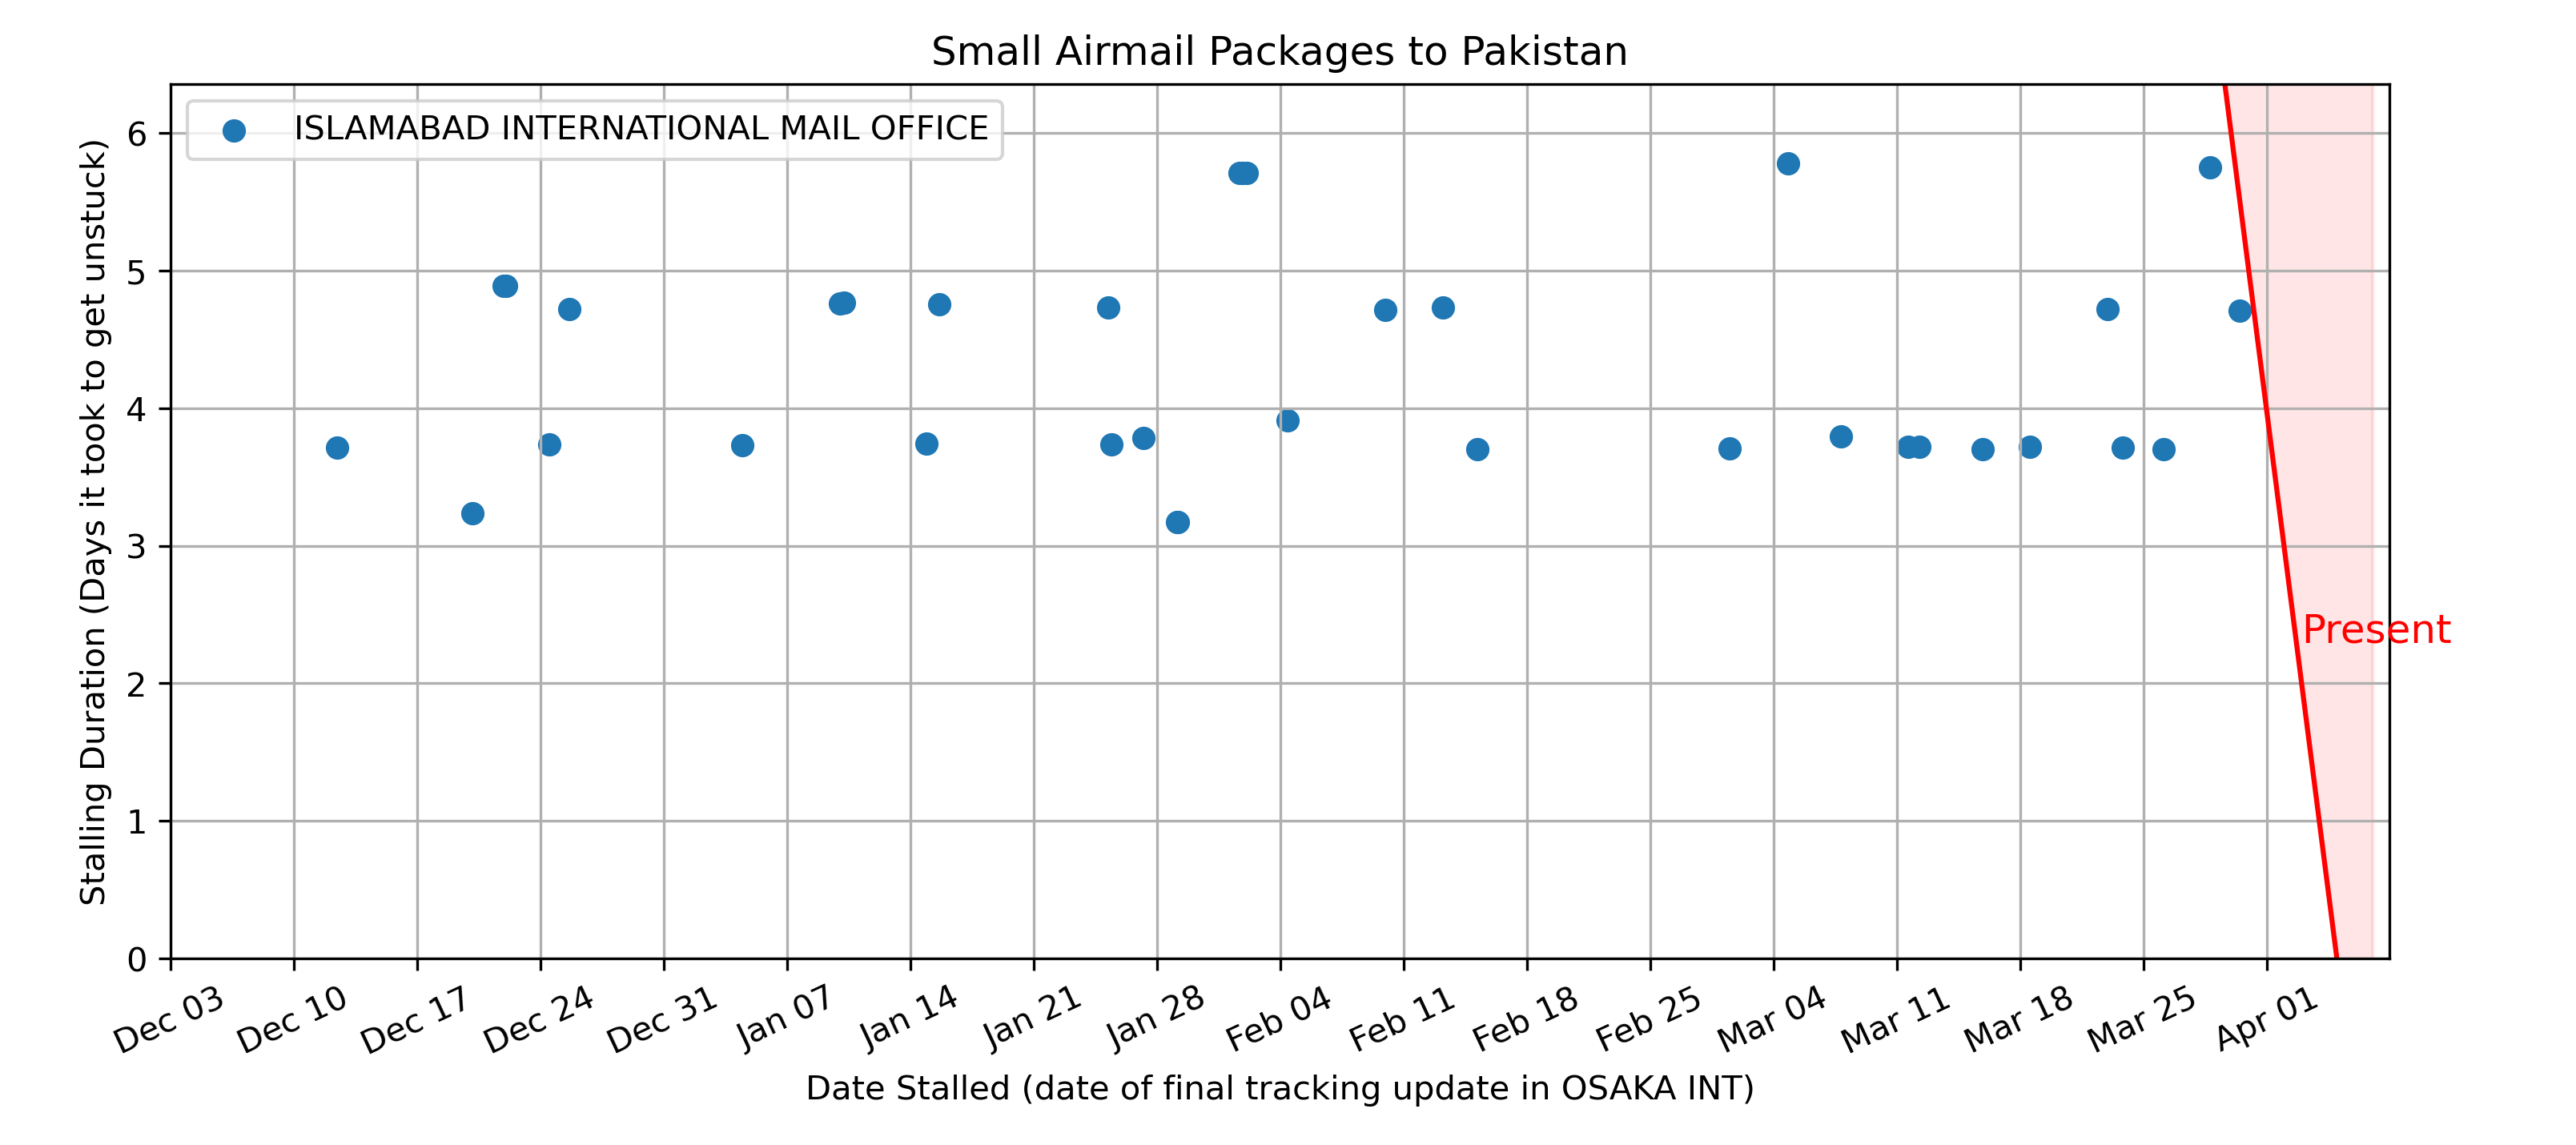 Small Airmail Packages to Pakistan
ISLAMABAD INTERNATIONAL MAIL OFFICE
Stalling Duration (Days it took to get unstuck)
6
5
4
3
2
1
0
Present
Dec 03
Dec 10
Dec 17
Dec 24
Dec 31
Jan 07
Jan 14
Jan 21
Jan 28
Feb 04
Feb 11
Feb 18
Feb 25
Mar 04
Mar 11
Mar 18
Mar 25
Apr 01
Date Stalled (date of final tracking update in OSAKA INT)